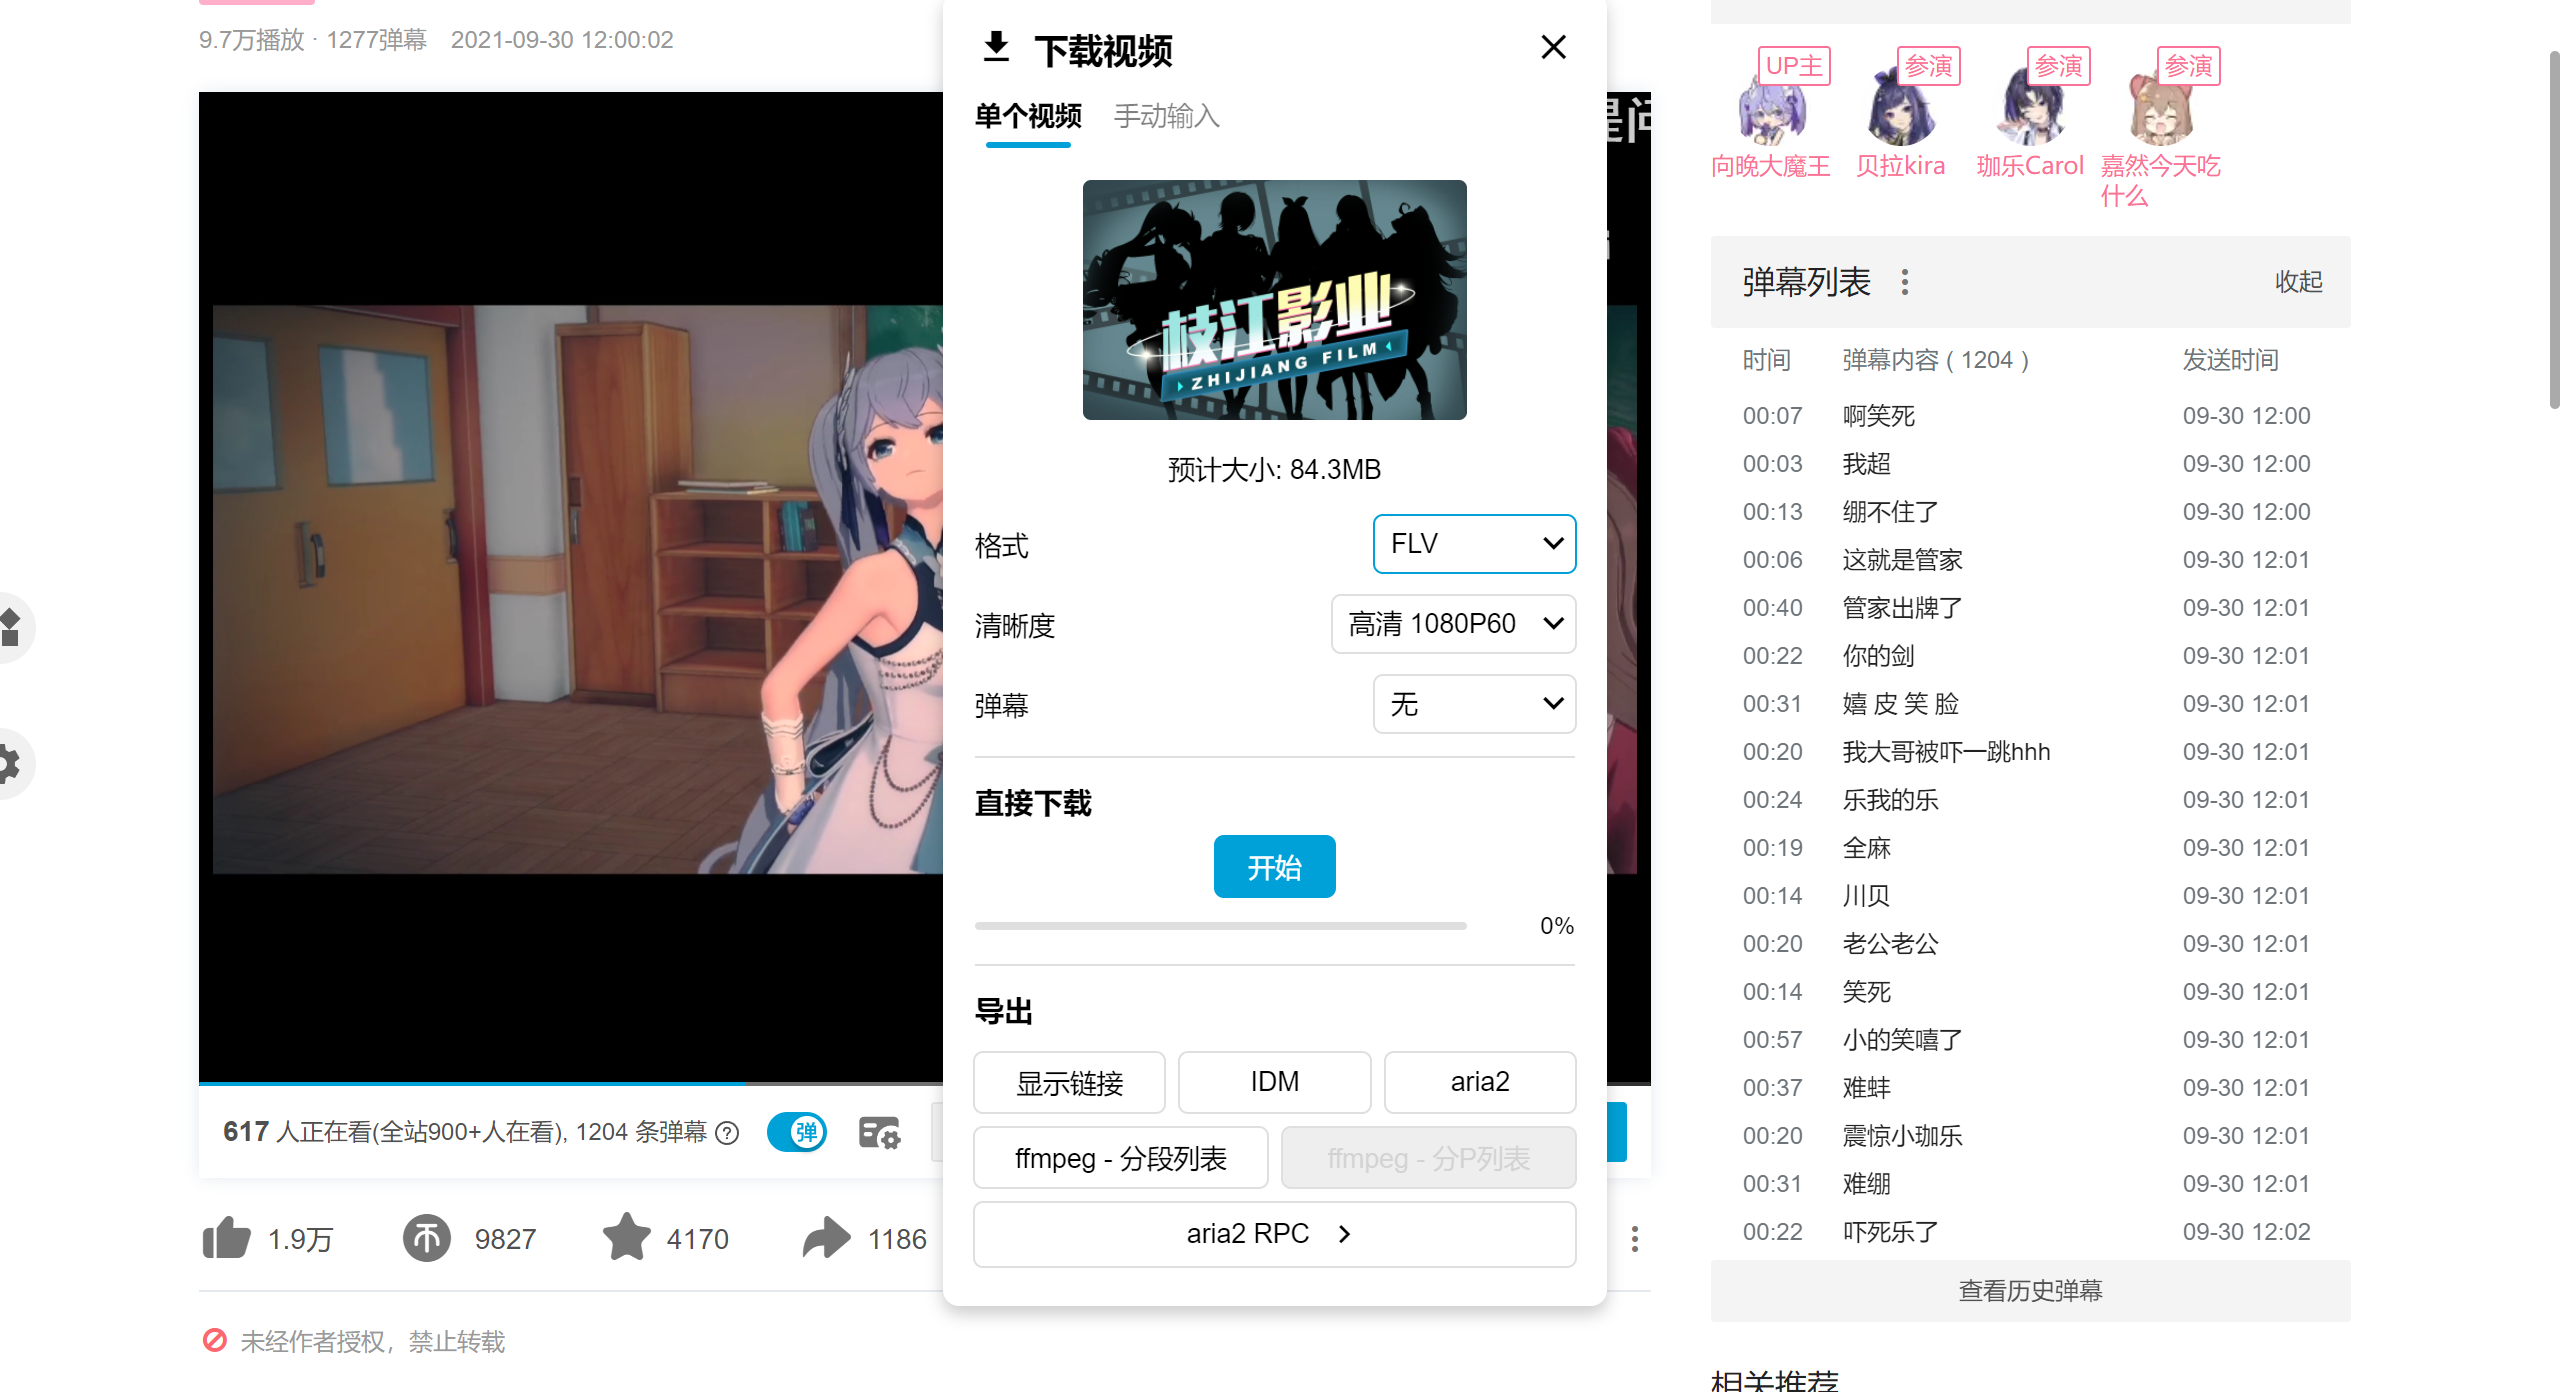 9.7万播放 · 1277弹幕 2021-09-30 12:00:02
下载视频
单个视频 手动输入
枝江影业
ZHIJIANG FILM
预计大小: 84.3MB
格式 FLV
清晰度 高清 1080P60
弹幕 无
直接下载
开始
0%
导出
显示链接 IDM aria2
ffmpeg - 分段列表 ffmpeg - 分P列表
aria2 RPC
617 人正在看(全站900+人在看), 1204 条弹幕 弹
1.9万 9827 4170 1186
未经作者授权，禁止转载
UP主 参演 参演 参演
向晚大魔王 贝拉kira 珈乐Carol 嘉然今天吃
什么
弹幕列表 收起
时间 弹幕内容 ( 1204 ) 发送时间
00:07 啊笑死 09-30 12:00
00:03 我超 09-30 12:00
00:13 绷不住了 09-30 12:00
00:06 这就是管家 09-30 12:01
00:40 管家出牌了 09-30 12:01
00:22 你的剑 09-30 12:01
00:31 嬉 皮 笑 脸 09-30 12:01
00:20 我大哥被吓一跳hhh 09-30 12:01
00:24 乐我的乐 09-30 12:01
00:19 全麻 09-30 12:01
00:14 川贝 09-30 12:01
00:20 老公老公 09-30 12:01
00:14 笑死 09-30 12:01
00:57 小的笑嘻了 09-30 12:01
00:37 难蚌 09-30 12:01
00:20 震惊小珈乐 09-30 12:01
00:31 难绷 09-30 12:01
00:22 吓死乐了 09-30 12:02
查看历史弹幕
相关推荐